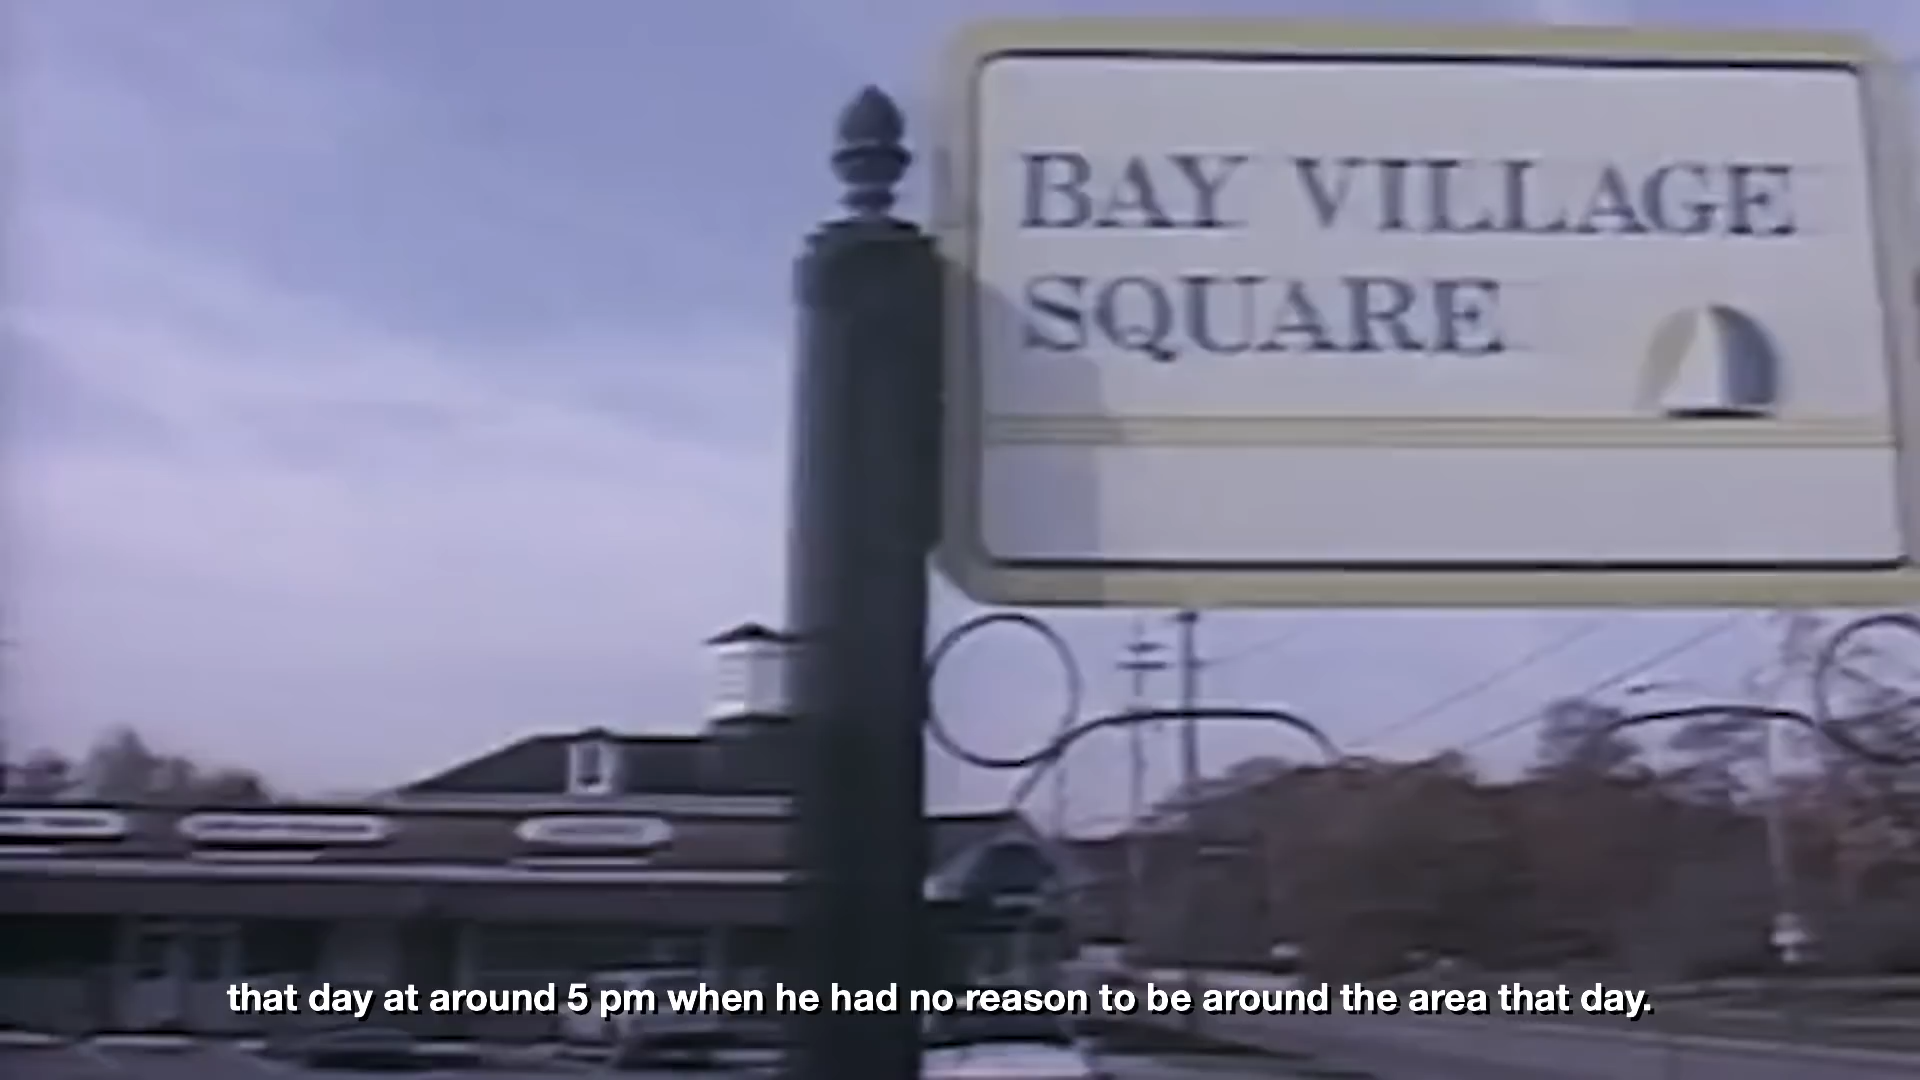 BAY VILLAGE
SQUARE
that day at around 5 pm when he had no reason to be around the area that day.